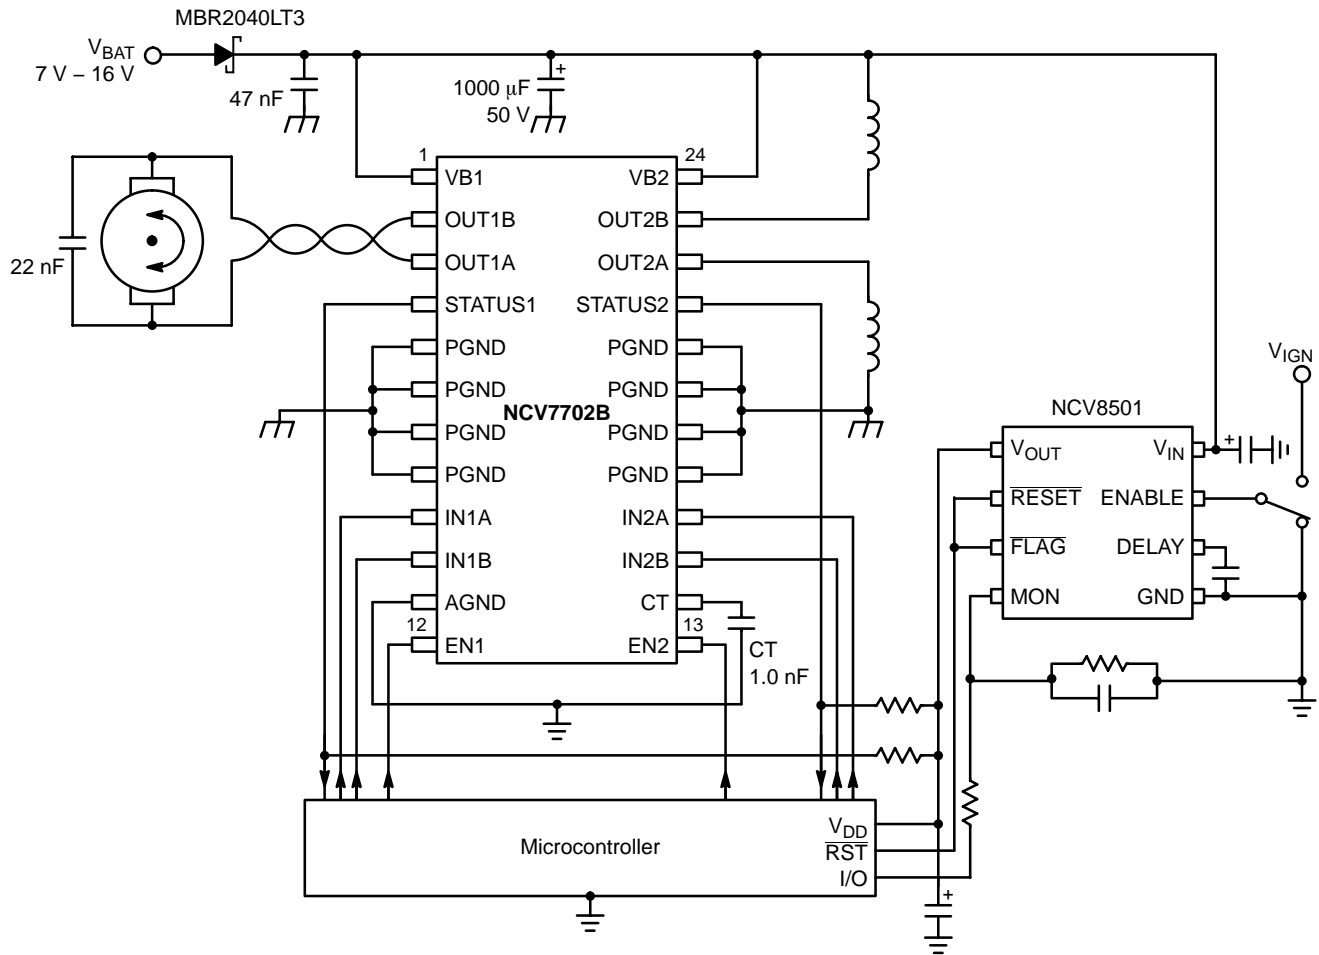 MBR2040LT3
VBAT
7 V – 16 V
47 nF
+
1000 μF
50 V
1
24
VB1
VB2
OUT1B
OUT2B
22 nF
OUT1A
OUT2A
STATUS1
STATUS2
PGND
PGND
PGND
PGND
NCV7702B
PGND
PGND
PGND
PGND
IN1A
IN2A
IN1B
IN2B
AGND
CT
12
13
EN1
EN2
CT
1.0 nF
VIGN
NCV8501
VOUT
VIN
+
RESET
ENABLE
FLAG
DELAY
MON
GND
Microcontroller
VDD
RST
I/O
+